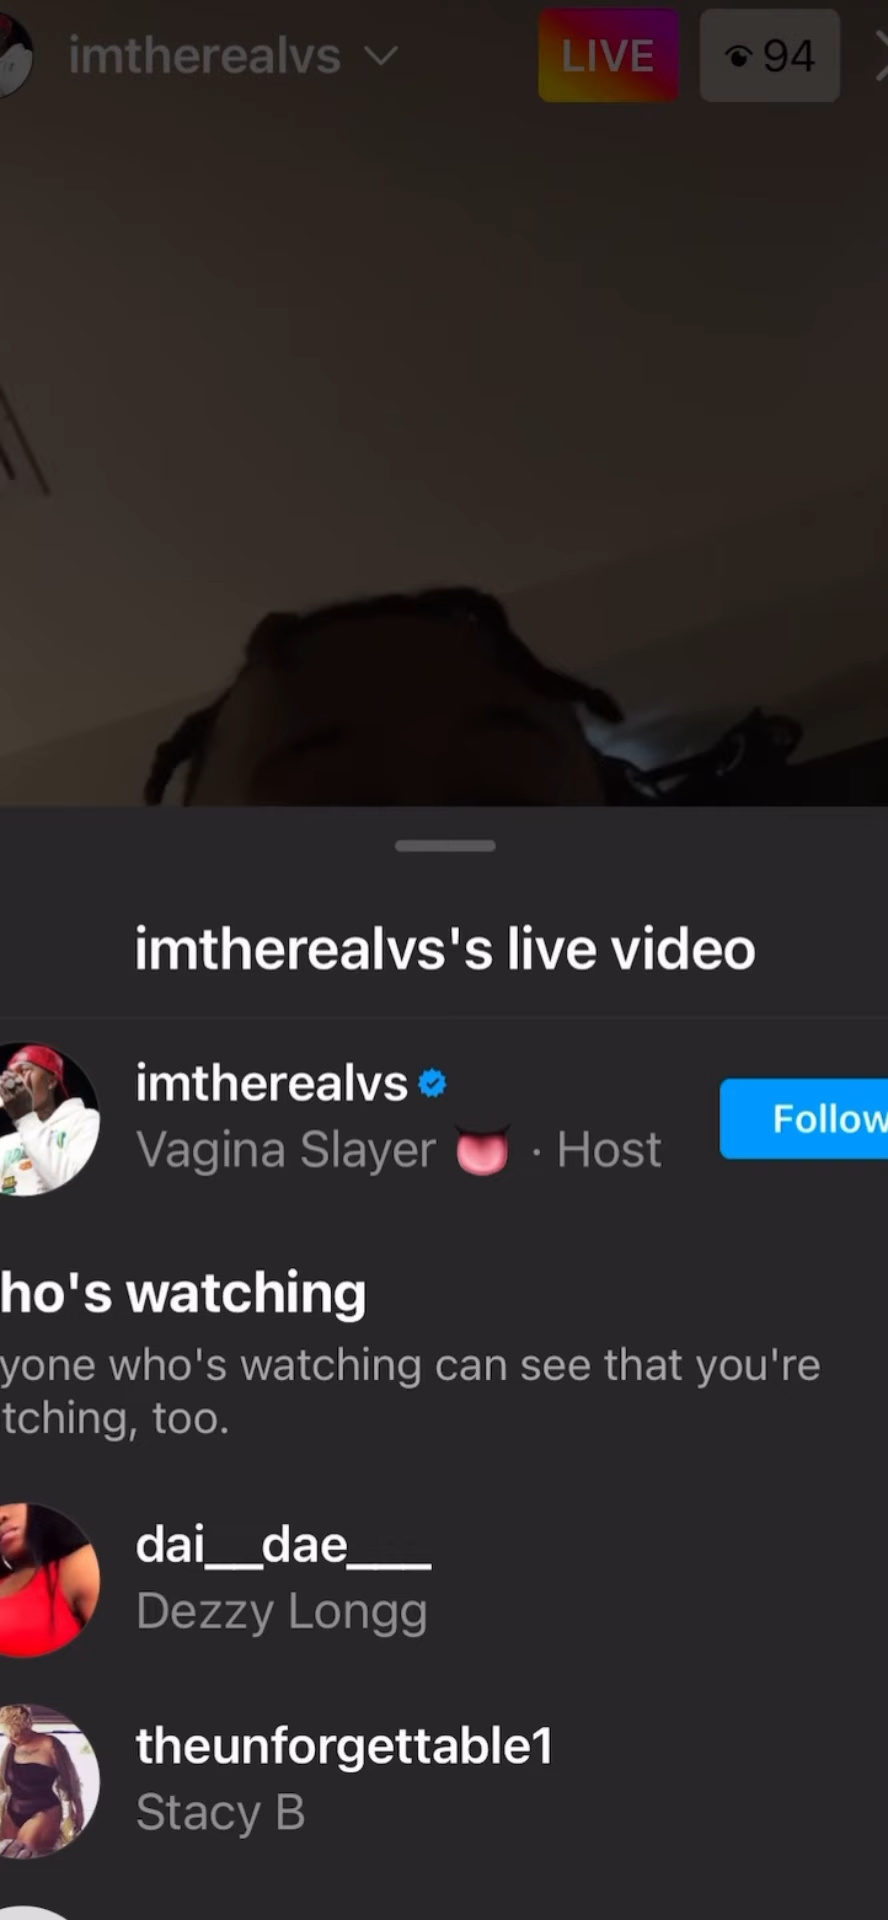 imtherealvs
LIVE
94
imtherealvs's live video
imtherealvs
Vagina Slayer 👅 · Host
Follow
ho's watching
yone who's watching can see that you're
tching, too.
dai__dae___
Dezzy Longg
theunforgettable1
Stacy B